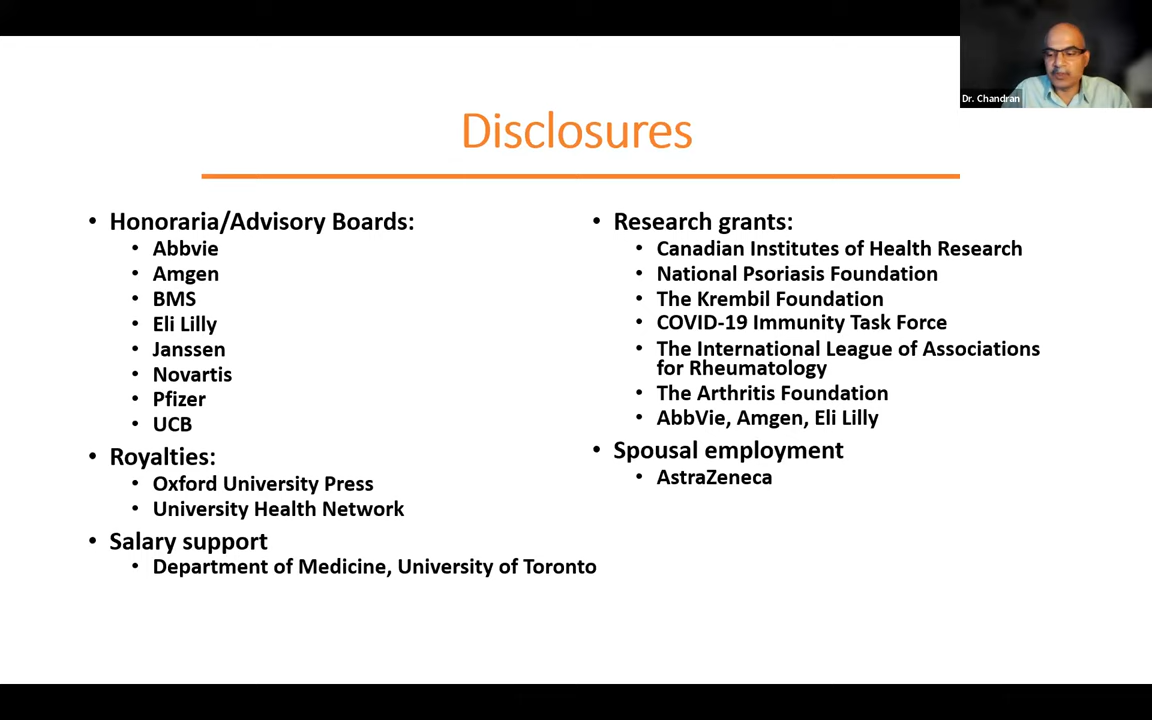 Dr. Chandran
Disclosures
• Honoraria/Advisory Boards:
• Abbvie
• Amgen
• BMS
• Eli Lilly
• Janssen
• Novartis
• Pfizer
• UCB
• Royalties:
• Oxford University Press
• University Health Network
• Salary support
• Department of Medicine, University of Toronto
• Research grants:
• Canadian Institutes of Health Research
• National Psoriasis Foundation
• The Krembil Foundation
• COVID-19 Immunity Task Force
• The International League of Associations
for Rheumatology
• The Arthritis Foundation
• AbbVie, Amgen, Eli Lilly
• Spousal employment
• AstraZeneca